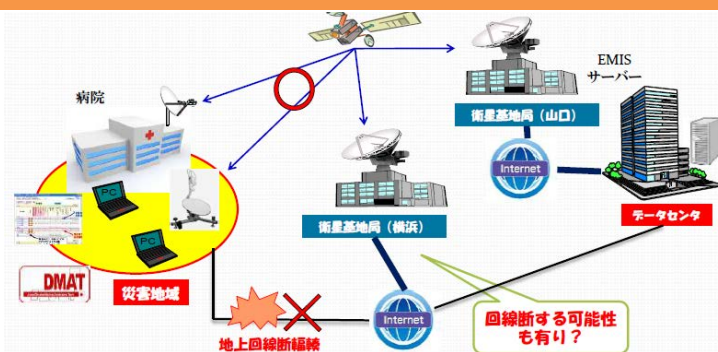 EMIS
サーバー
病院
衛星基地局(山口)
Internet
PC
衛星基地局(横浜)
データセンタ
PC
DMAT
災害地域
Internet
回線断する可能性
も有り?
地上回線断輻輳